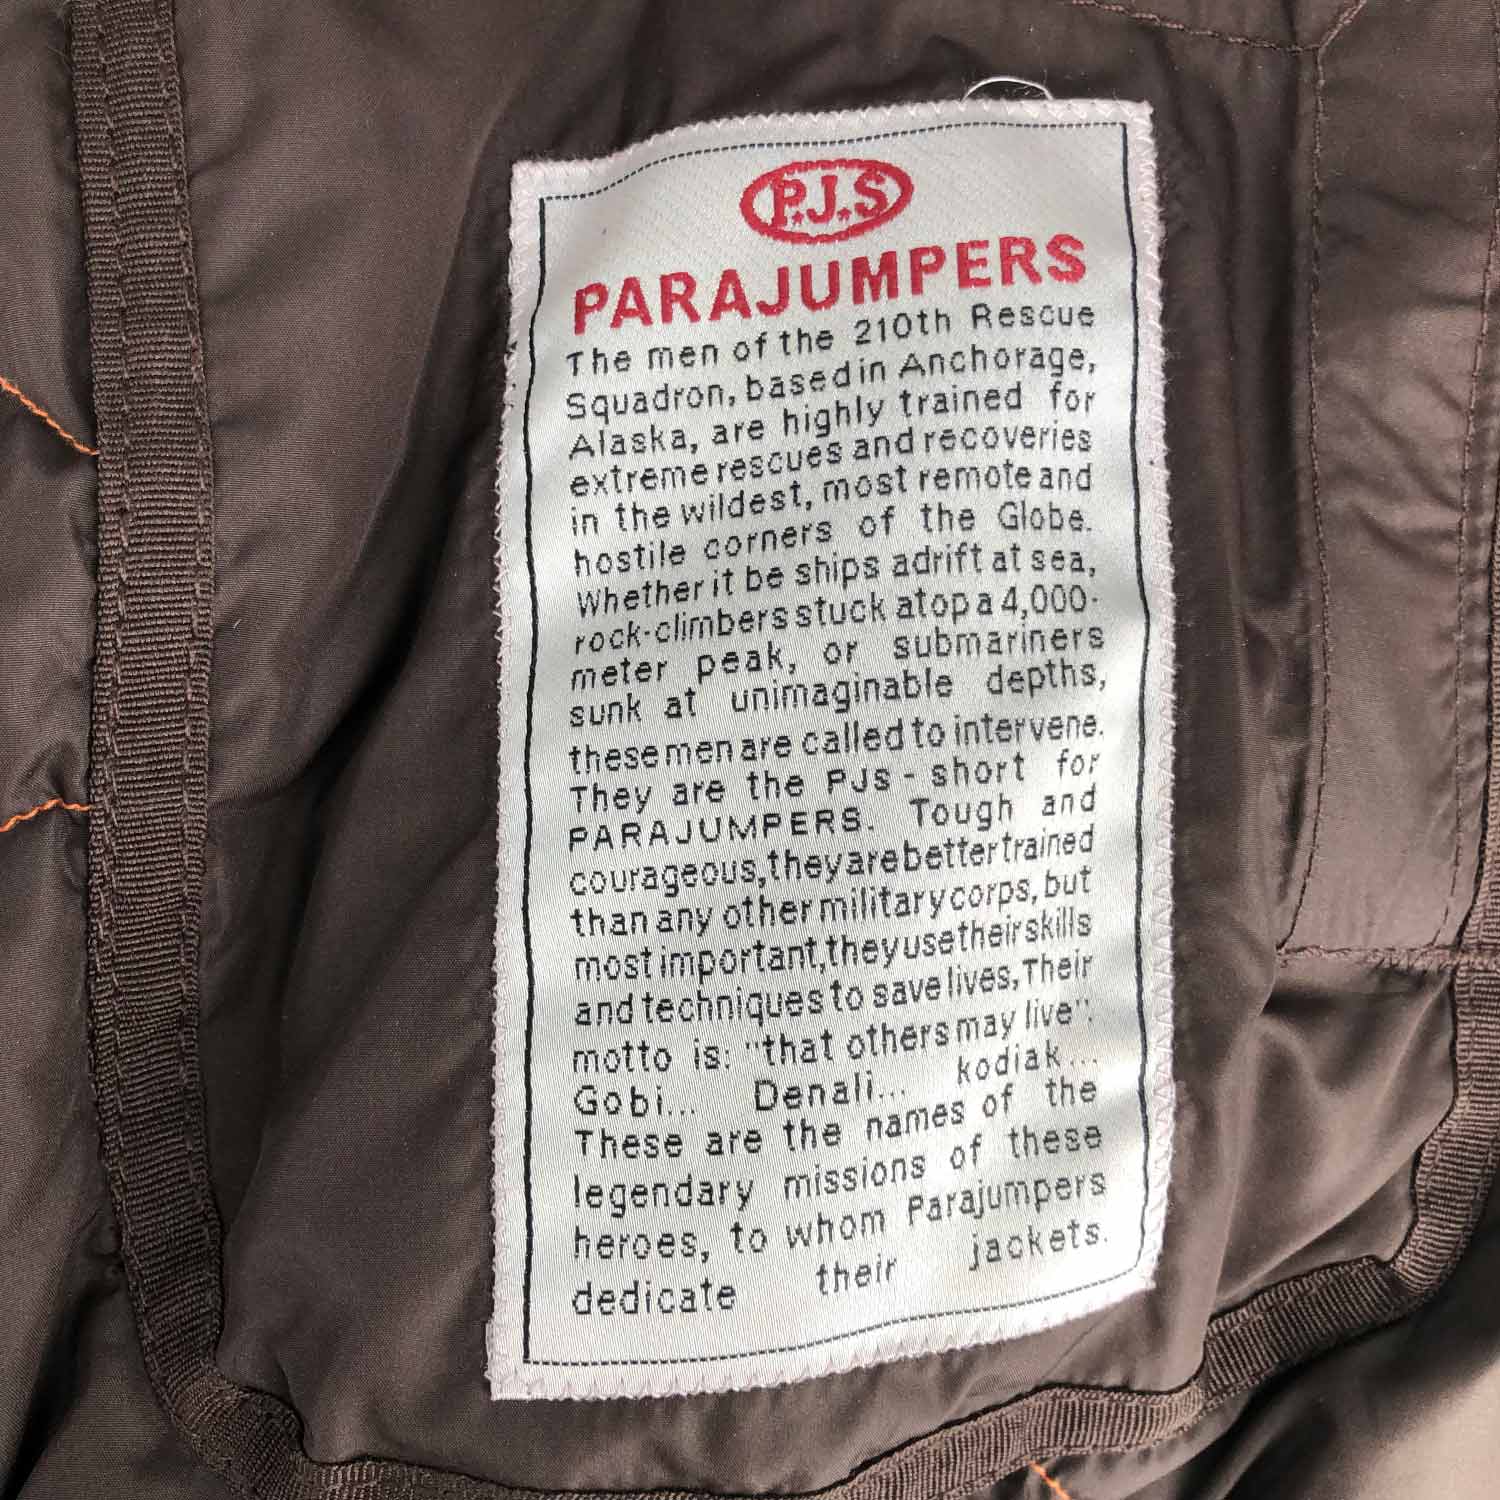 P.J.S
PARAJUMPERS
The men of the 210th Rescue
Squadron, based in Anchorage,
Alaska, are highly trained for
extreme rescues and recoveries
in the wildest, most remote and
hostile corners of the Globe.
Whether it be ships adrift at sea,
rock-climbers stuck atop a 4,000-
meter peak, or submariners
sunk at unimaginable depths,
these men are called to intervene.
They are the PJS - short for
PARAJUMPERS. Tough and
courageous, they are better trained
than any other military corps, but
most important, they use their skills
and techniques to save lives, Their
motto is: "that others may live".
Gobi... Denali... kodiak...
These are the names of the
legendary missions of these
heroes, to whom Parajumpers
dedicate their jackets.